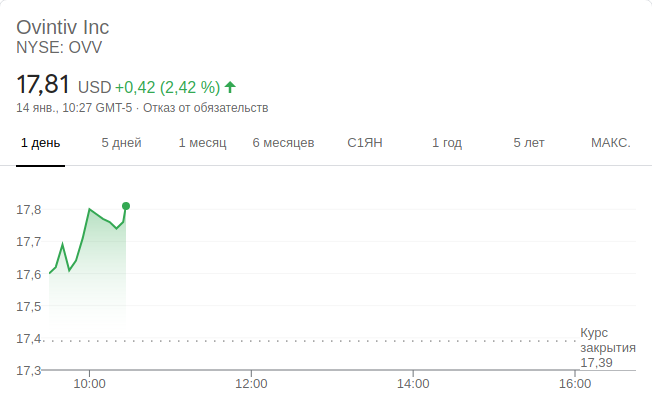 Ovintiv Inc
NYSE: OVV
17,81 USD +0,42 (2,42 %)
14 янв., 10:27 GMT-5 · Отказ от обязательств
1 день 5 дней 1 месяц 6 месяцев С1ЯН 1 год 5 лет МАКС.
17,8
17,7
17,6
17,5
17,4
17,3
Курс
закрытия
17,39
10:00 12:00 14:00 16:00